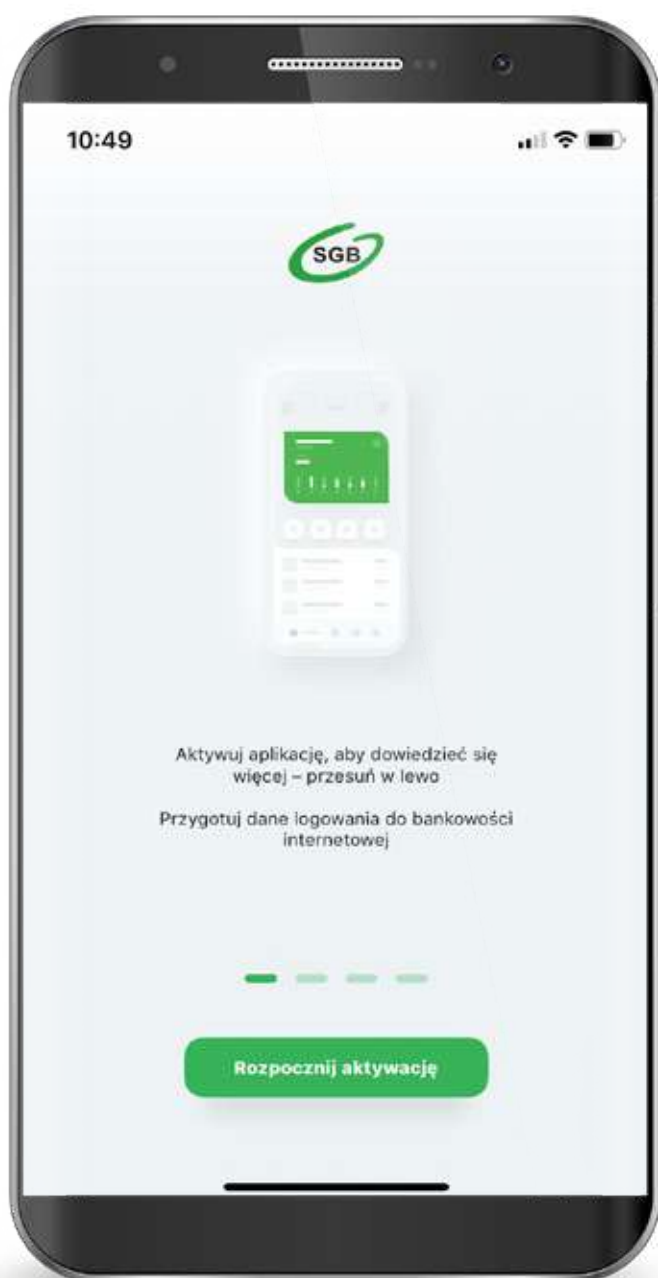 10:49
SGB
Aktywuj aplikację, aby dowiedzieć się
więcej – przesuń w lewo
Przygotuj dane logowania do bankowości
internetowej
Rozpocznij aktywację